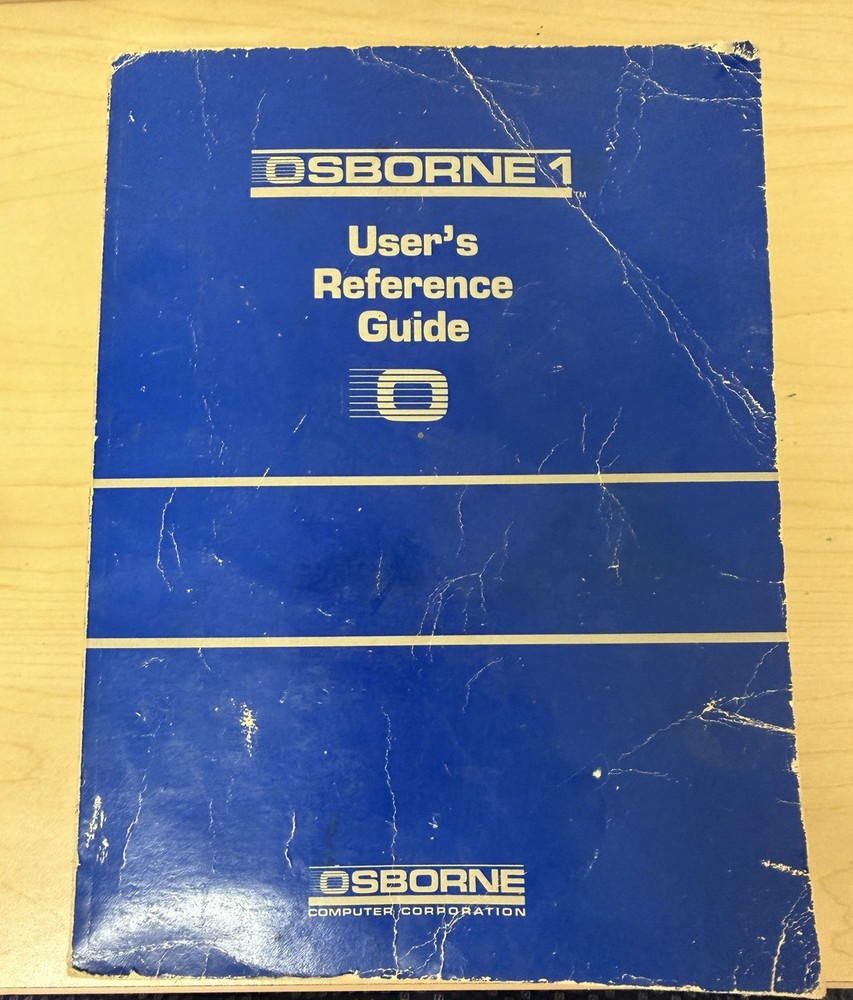 OSBORNE 1 ™
User's
Reference
Guide
O
OSBORNE
COMPUTER CORPORATION